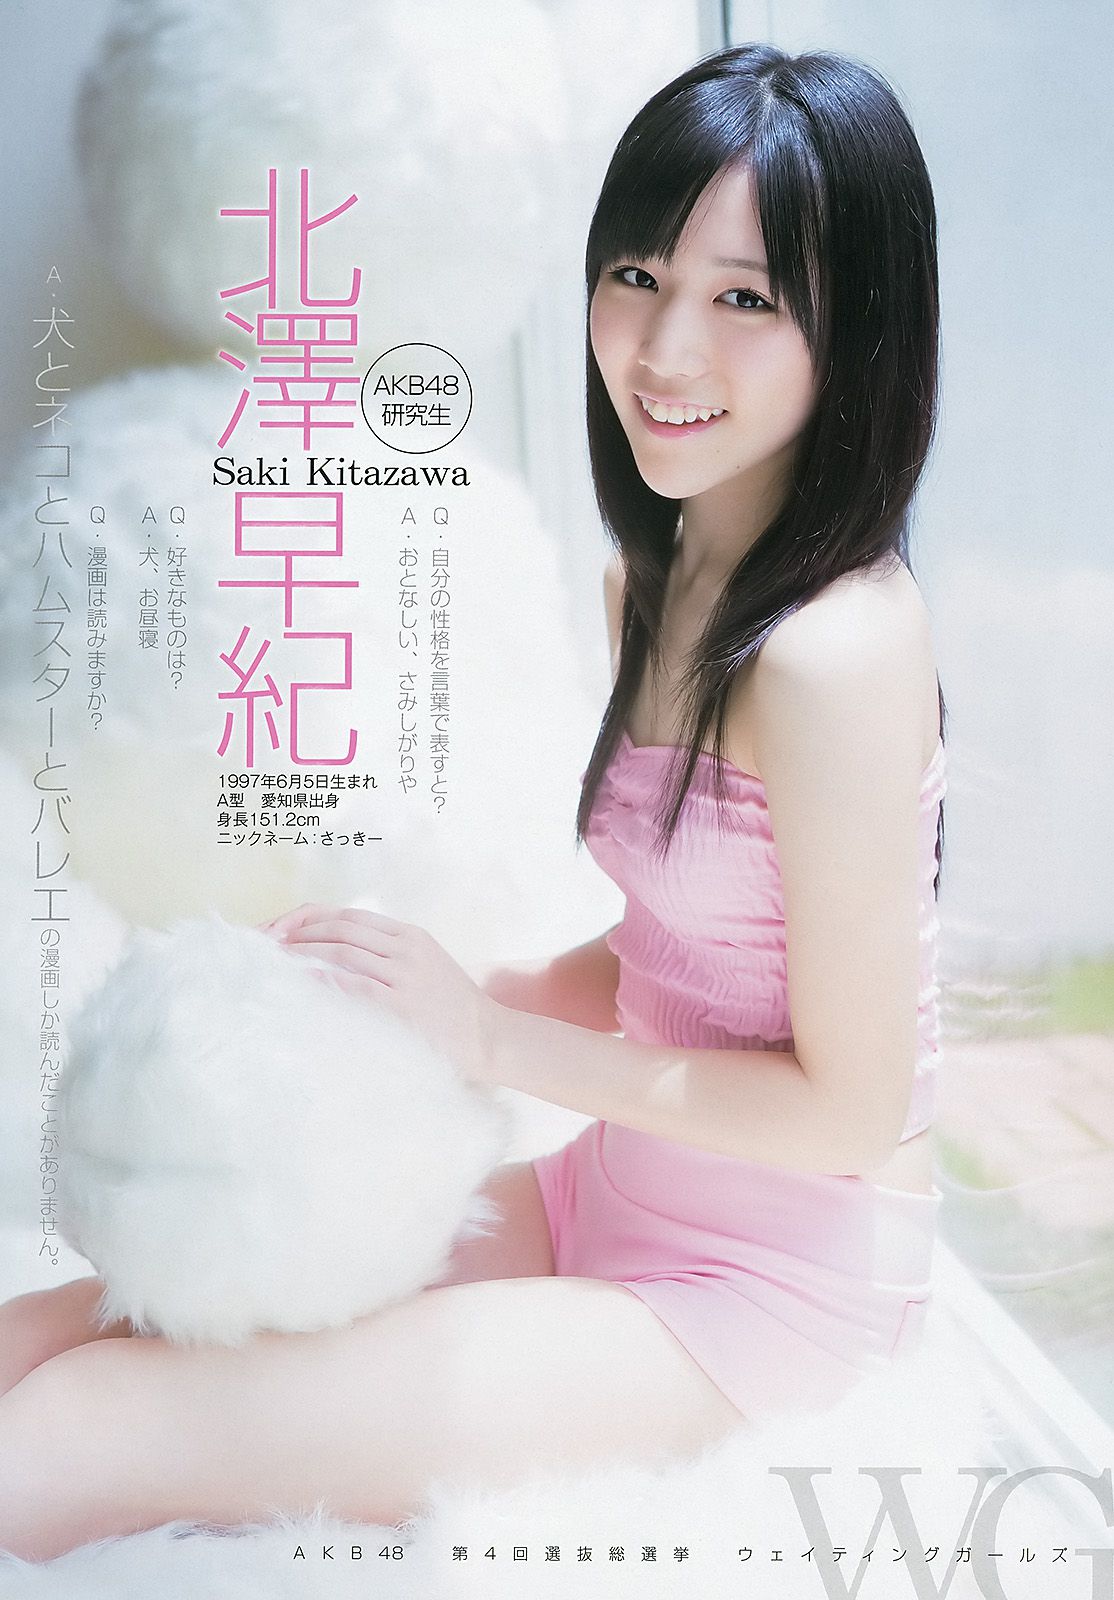 北澤早紀
AKB48
研究生
Saki Kitazawa
1997年6月5日生まれ
A型　愛知県出身
身長151.2cm
ニックネーム：さっきー
Q・自分の性格を言葉で表すと？
A・おとなしい、さみしがりや
Q・好きなものは？
A・犬、お昼寝
Q・漫画は読みますか？
A・犬とネコとハムスターとバレエの漫画しか読んだことがありません。
WG
AKB48　第4回選抜総選挙　ウェイティングガールズ